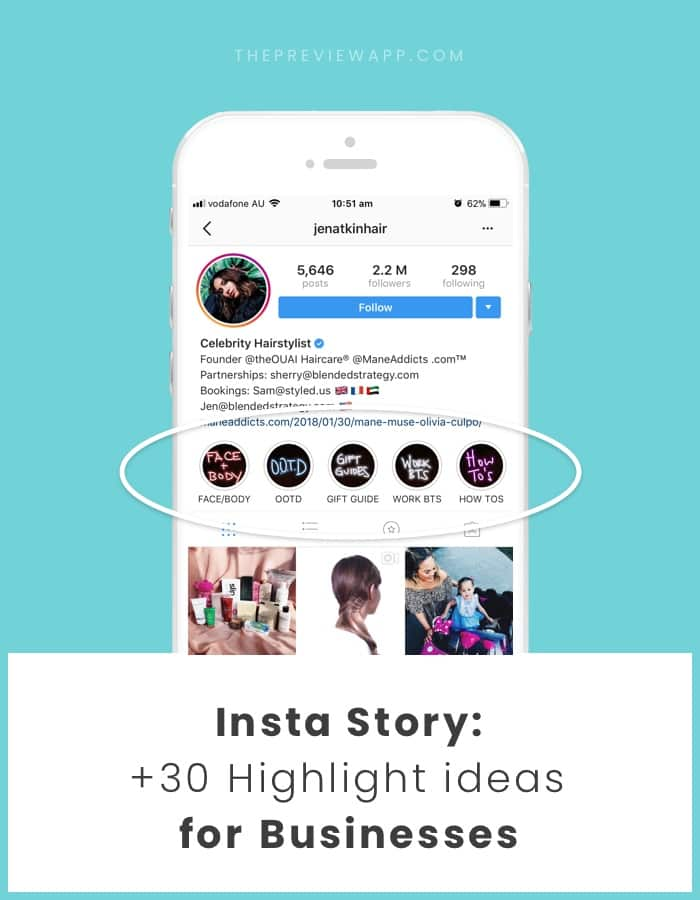 THEPREVIEWAPP.COM
vodafone AU 10:51 am 62%
jenatkinhair
5,646 2.2 M 298
posts followers following
Follow
Celebrity Hairstylist
Founder @theOUAI Haircare® @ManeAddicts .com™
Partnerships: sherry@blendedstrategy.com
Bookings: Sam@styled.us 🇬🇧🇫🇷🇦🇪
Jen@blendedstrategy.com
maneaddicts.com/2018/01/30/mane-muse-olivia-culpo/
FACE + BODY OOTD GIFT GUIDES WORK BTS HOW TO'S
FACE/BODY OOTD GIFT GUIDE WORK BTS HOW TOS
Insta Story:
+30 Highlight ideas
for Businesses